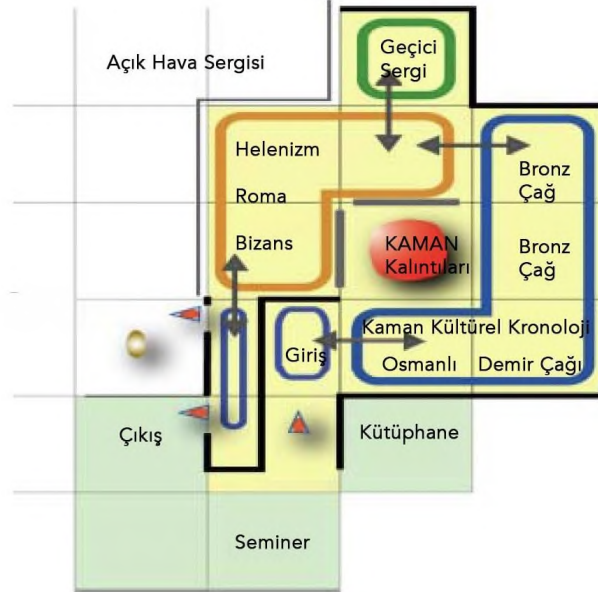 Açık Hava Sergisi
Geçici
Sergi
Helenizm
Roma
Bizans
Bronz
Çağ
Bronz
Çağ
KAMAN
Kalıntıları
Kaman Kültürel Kronoloji
Osmanlı Demir Çağı
Giriş
Çıkış
Kütüphane
Seminer